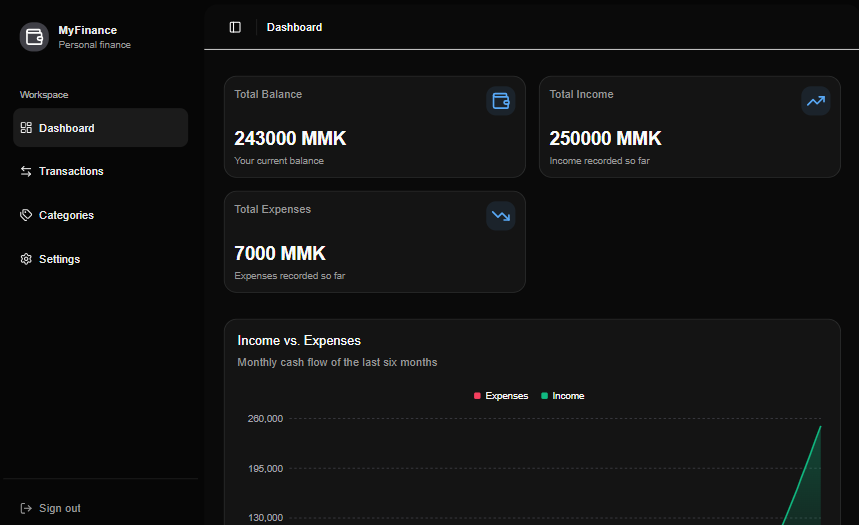 MyFinance
Personal finance
Workspace
Dashboard
Transactions
Categories
Settings
Sign out
Dashboard
Total Balance
243000 MMK
Your current balance
Total Income
250000 MMK
Income recorded so far
Total Expenses
7000 MMK
Expenses recorded so far
Income vs. Expenses
Monthly cash flow of the last six months
Expenses Income
260,000
195,000
130,000